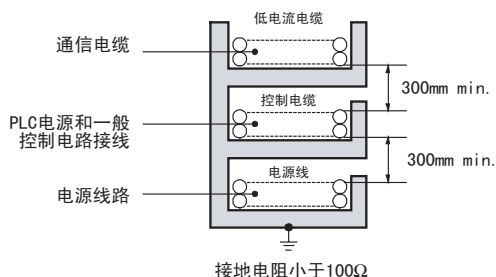 低电流电缆
通信电缆
300mm min.
控制电缆
PLC电源和一般
控制电路接线
300mm min.
电源线
电源线路
接地电阻小于100Ω